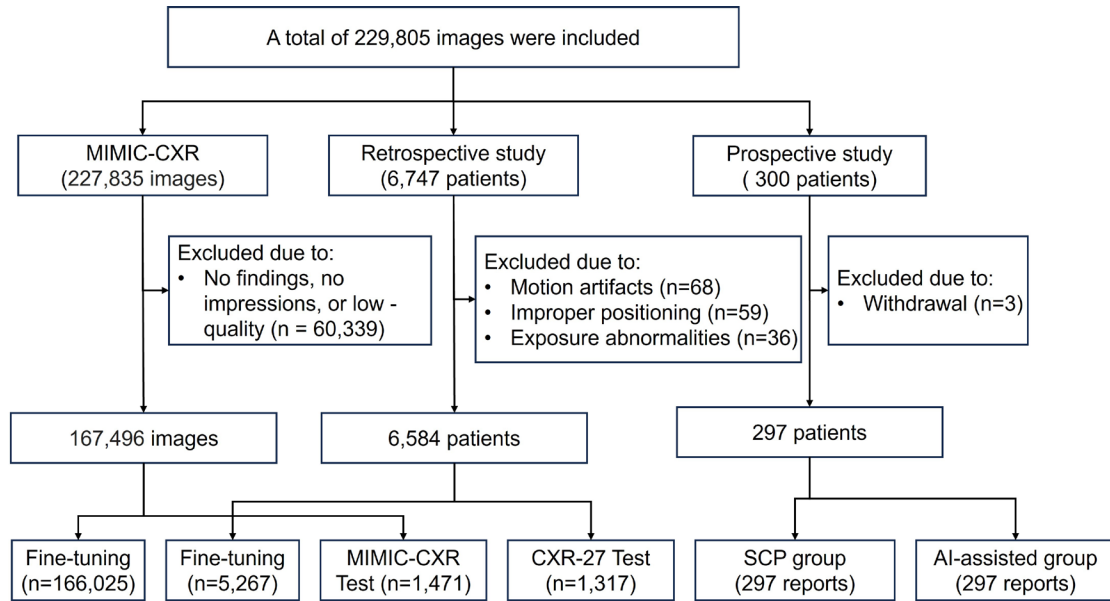 A total of 229,805 images were included
MIMIC-CXR
(227,835 images)
Retrospective study
(6,747 patients)
Prospective study
( 300 patients)
Excluded due to:
• No findings, no
impressions, or low -
quality (n = 60,339)
Excluded due to:
• Motion artifacts (n=68)
• Improper positioning (n=59)
• Exposure abnormalities (n=36)
Excluded due to:
• Withdrawal (n=3)
167,496 images
6,584 patients
297 patients
Fine-tuning
(n=166,025)
Fine-tuning
(n=5,267)
MIMIC-CXR
Test (n=1,471)
CXR-27 Test
(n=1,317)
SCP group
(297 reports)
AI-assisted group
(297 reports)